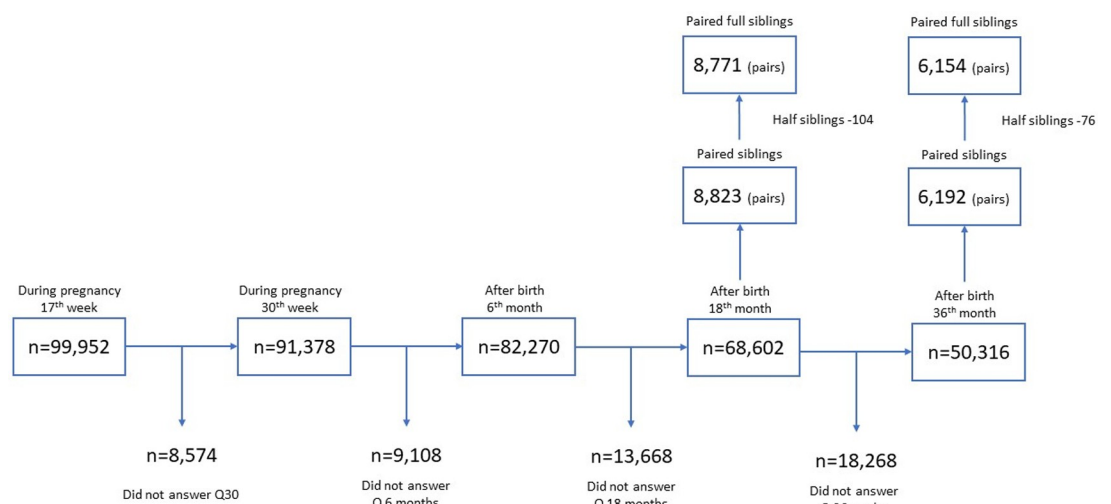 Paired full siblings
8,771 (pairs)
Half siblings -104
Paired siblings
8,823 (pairs)
Paired full siblings
6,154 (pairs)
Half siblings -76
Paired siblings
6,192 (pairs)
During pregnancy
17th week
n=99,952
During pregnancy
30th week
n=91,378
After birth
6th month
n=82,270
After birth
18th month
n=68,602
After birth
36th month
n=50,316
n=8,574
Did not answer Q30
n=9,108
Did not answer
Q 6 months
n=13,668
Did not answer
Q 18 months
n=18,268
Did not answer